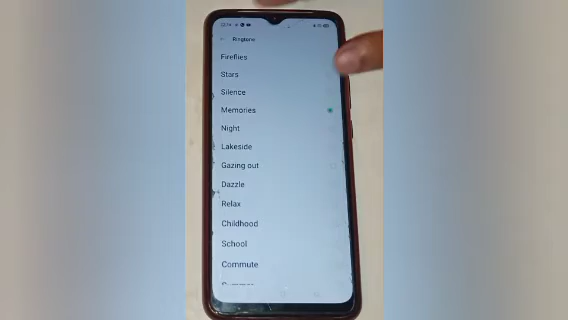 Ringtone
Fireflies
Stars
Silence
Memories
Night
Lakeside
Gazing out
Dazzle
Relax
Childhood
School
Commute